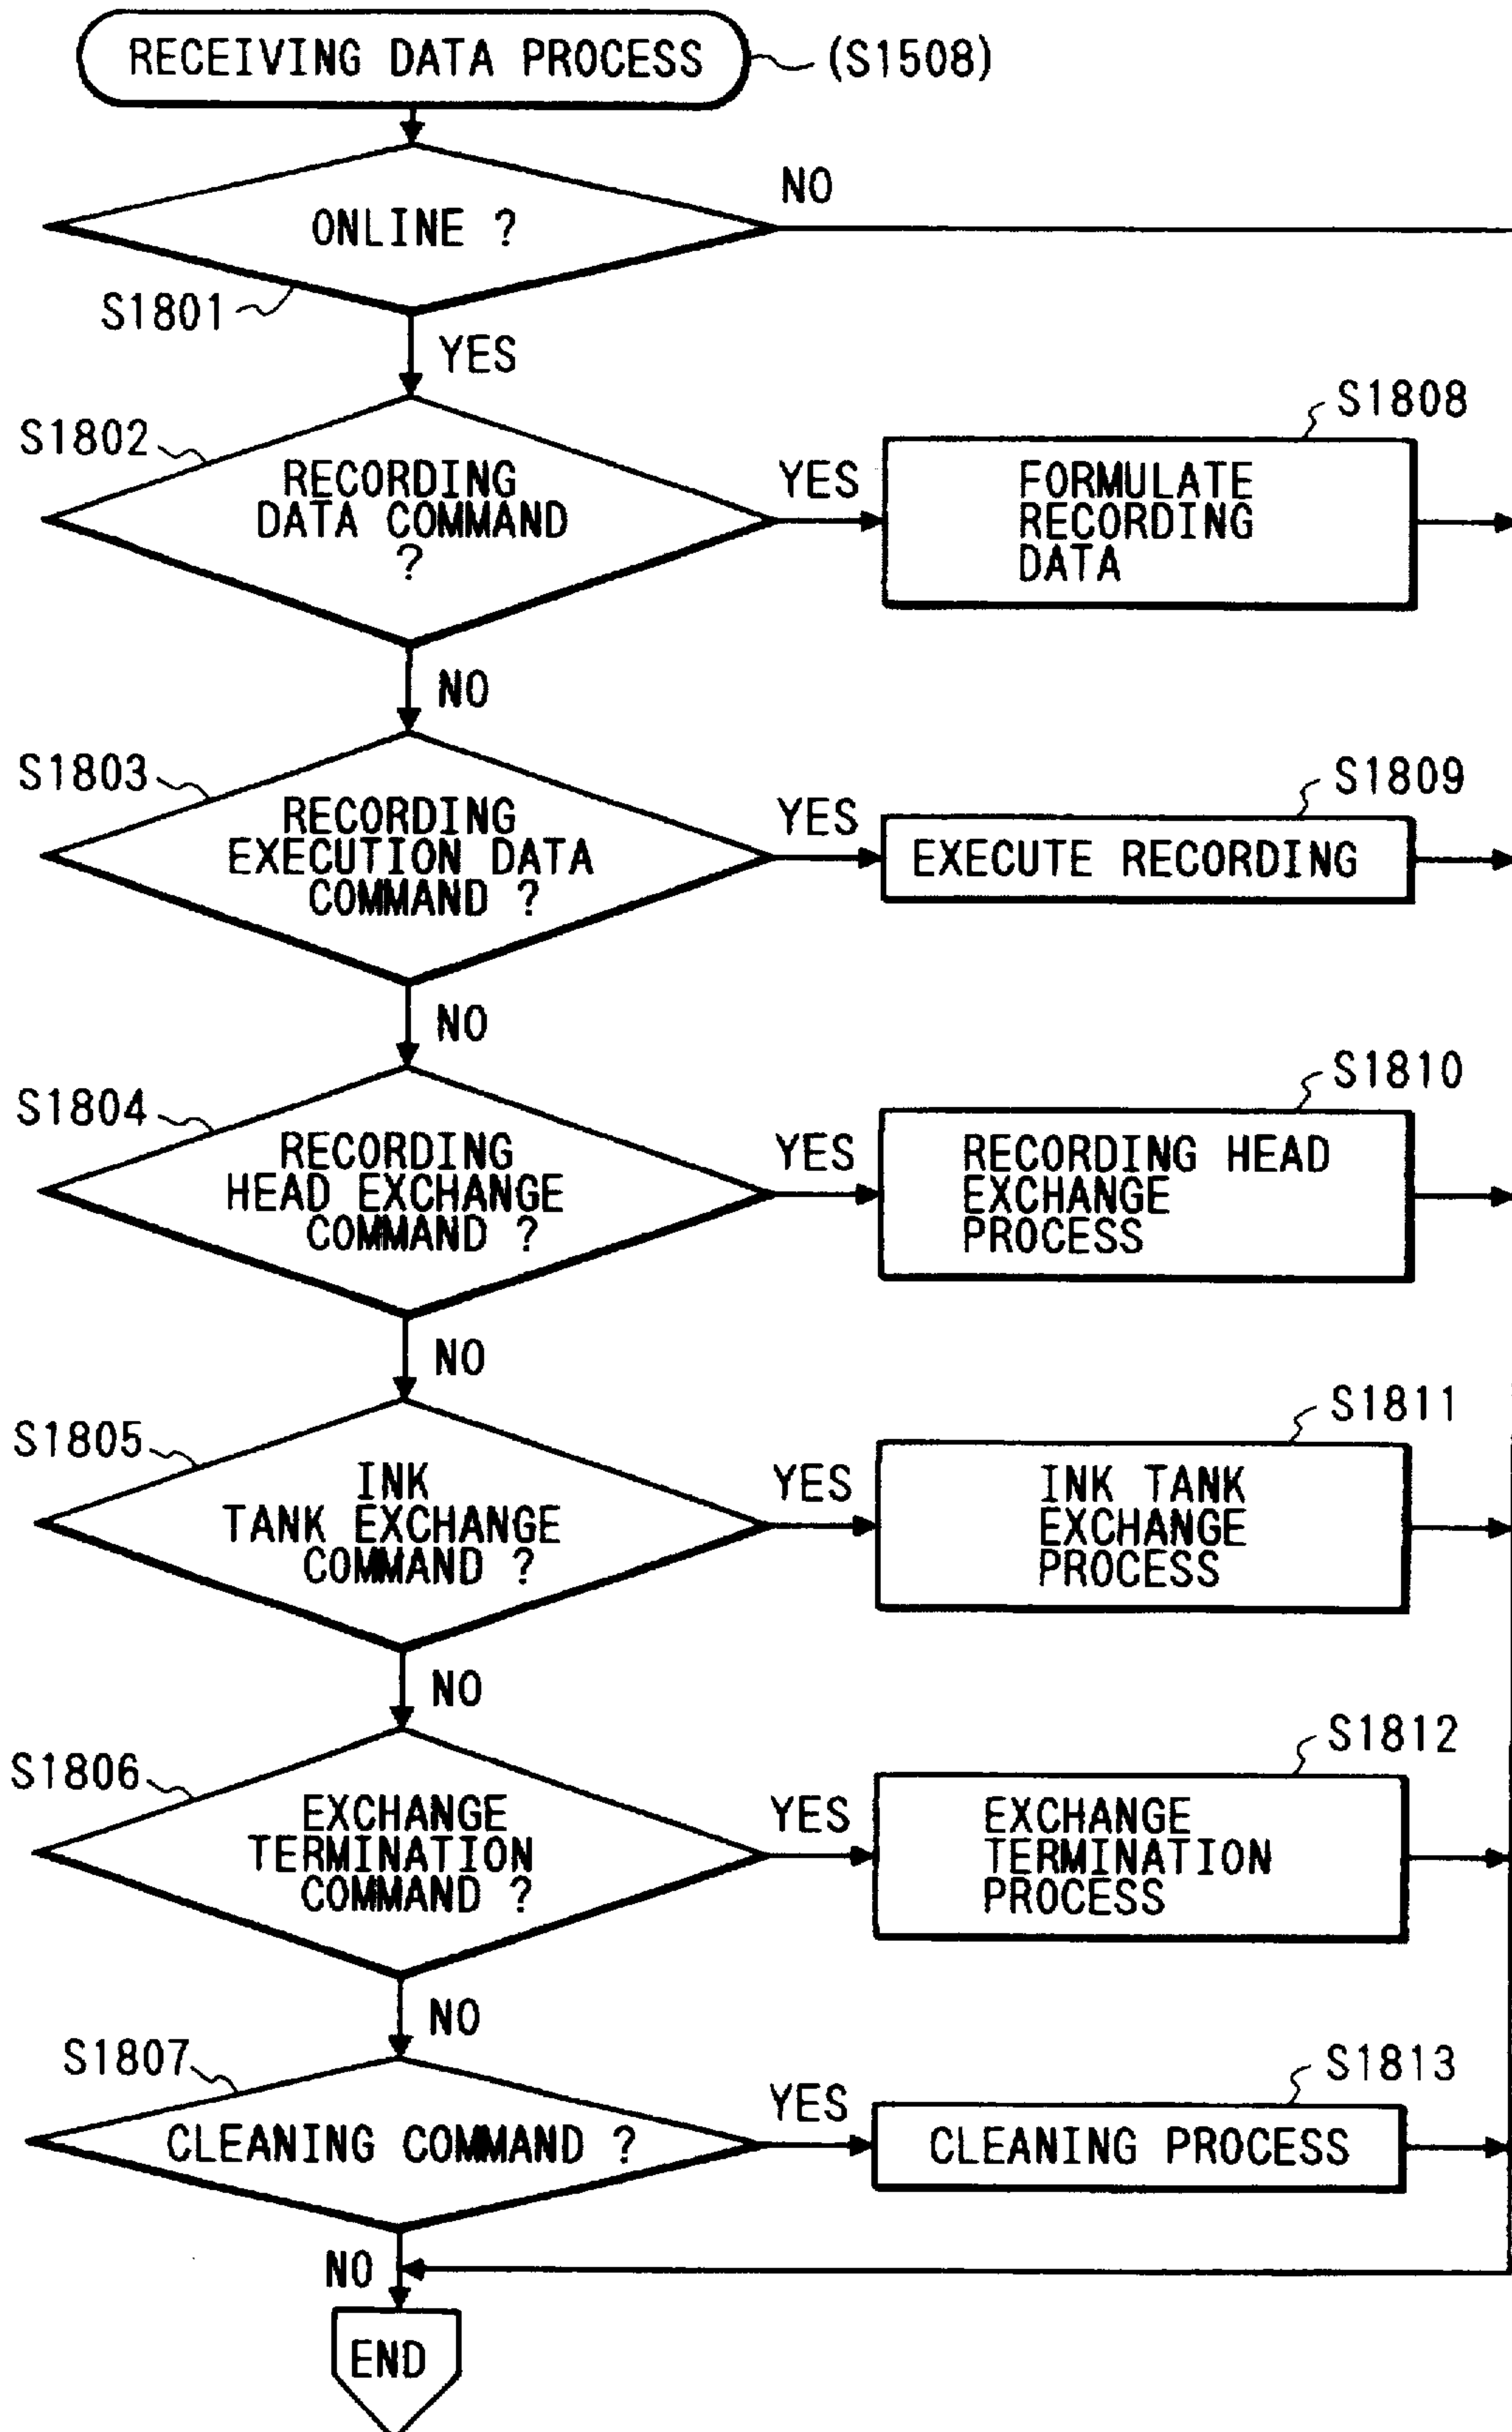 RECEIVING DATA PROCESS
(S1508)
ONLINE ?
NO
S1801
YES
S1802
RECORDING
DATA COMMAND
?
YES
S1808
FORMULATE
RECORDING
DATA
NO
S1803
RECORDING
EXECUTION DATA
COMMAND ?
YES
S1809
EXECUTE RECORDING
NO
S1804
RECORDING
HEAD EXCHANGE
COMMAND ?
YES
S1810
RECORDING HEAD
EXCHANGE
PROCESS
NO
S1805
INK
TANK EXCHANGE
COMMAND ?
YES
S1811
INK TANK
EXCHANGE
PROCESS
NO
S1806
EXCHANGE
TERMINATION
COMMAND ?
YES
S1812
EXCHANGE
TERMINATION
PROCESS
NO
S1807
CLEANING COMMAND ?
YES
S1813
CLEANING PROCESS
NO
END